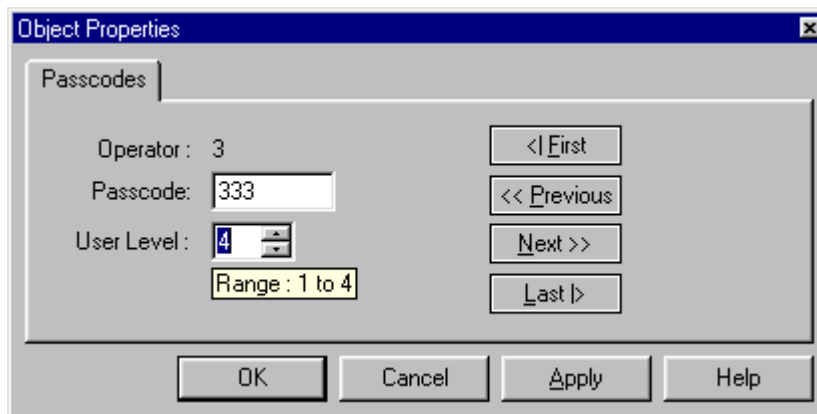 Object Properties
Passcodes
Operator : 3
Passcode: 333
User Level : 4
Range : 1 to 4
<| First
<< Previous
Next >>
Last |>
OK
Cancel
Apply
Help